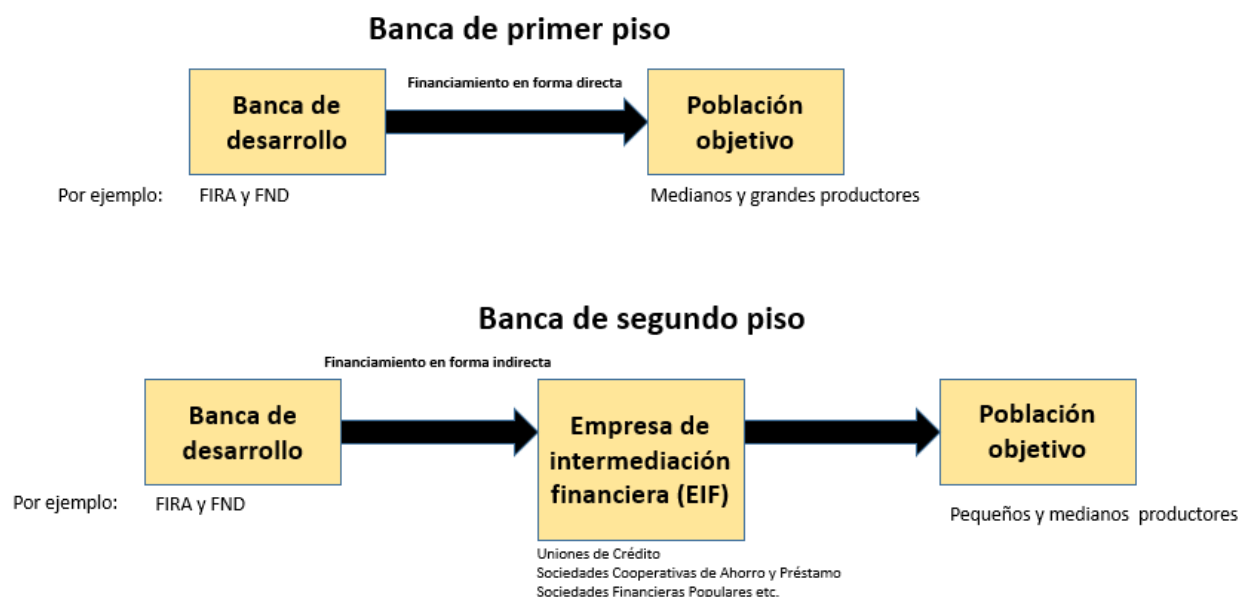 Banca de primer piso
Financiamiento en forma directa
Banca de
desarrollo
Población
objetivo
Por ejemplo:
FIRA y FND
Medianos y grandes productores
Banca de segundo piso
Financiamiento en forma indirecta
Banca de
desarrollo
Empresa de
intermediación
financiera (EIF)
Población
objetivo
Por ejemplo:
FIRA y FND
Pequeños y medianos productores
Uniones de Crédito
Sociedades Cooperativas de Ahorro y Préstamo
Sociedades Financieras Populares etc.